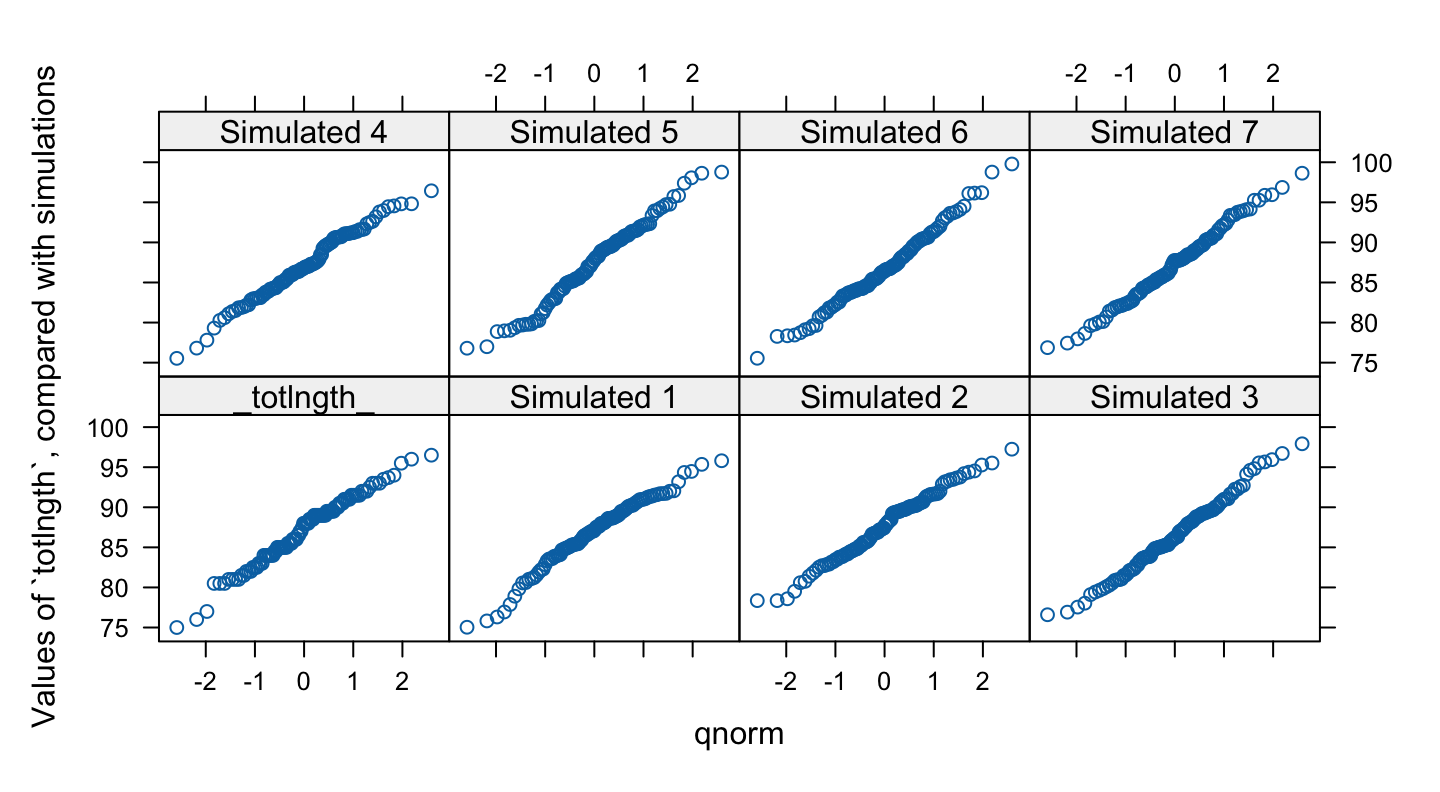 Values of `totlngth`, compared with simulations
-2 -1 0 1 2 -2 -1 0 1 2
Simulated 4 Simulated 5 Simulated 6 Simulated 7
100
95
90
85
80
75
_totlngth_ Simulated 1 Simulated 2 Simulated 3
100
95
90
85
80
75
-2 -1 0 1 2 -2 -1 0 1 2
qnorm